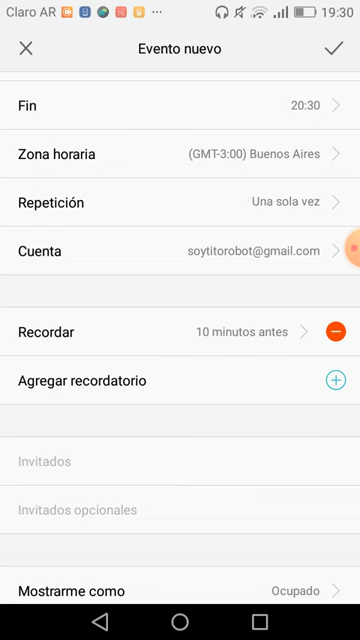 Claro AR 19:30
Evento nuevo
Fin 20:30
Zona horaria (GMT-3:00) Buenos Aires
Repetición Una sola vez
Cuenta soytitorobot@gmail.com
Recordar 10 minutos antes
Agregar recordatorio
Invitados
Invitados opcionales
Mostrarme como Ocupado